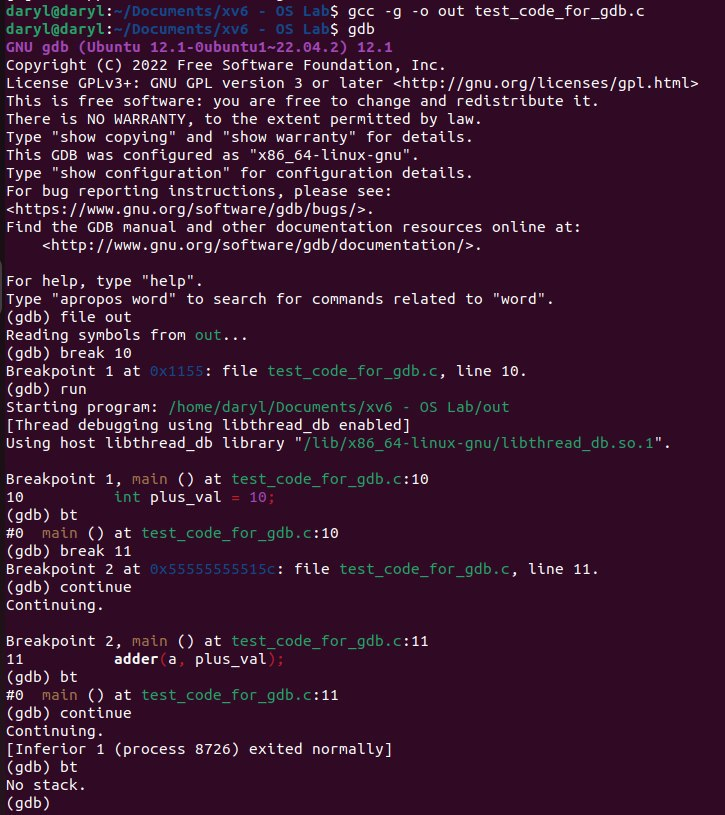 daryl@daryl:~/Documents/xv6 - OS Lab$ gcc -g -o out test_code_for_gdb.c
daryl@daryl:~/Documents/xv6 - OS Lab$ gdb
GNU gdb (Ubuntu 12.1-0ubuntu1~22.04.2) 12.1
Copyright (C) 2022 Free Software Foundation, Inc.
License GPLv3+: GNU GPL version 3 or later <http://gnu.org/licenses/gpl.html>
This is free software: you are free to change and redistribute it.
There is NO WARRANTY, to the extent permitted by law.
Type "show copying" and "show warranty" for details.
This GDB was configured as "x86_64-linux-gnu".
Type "show configuration" for configuration details.
For bug reporting instructions, please see:
<https://www.gnu.org/software/gdb/bugs/>.
Find the GDB manual and other documentation resources online at:
    <http://www.gnu.org/software/gdb/documentation/>.

For help, type "help".
Type "apropos word" to search for commands related to "word".
(gdb) file out
Reading symbols from out...
(gdb) break 10
Breakpoint 1 at 0x1155: file test_code_for_gdb.c, line 10.
(gdb) run
Starting program: /home/daryl/Documents/xv6 - OS Lab/out
[Thread debugging using libthread_db enabled]
Using host libthread_db library "/lib/x86_64-linux-gnu/libthread_db.so.1".

Breakpoint 1, main () at test_code_for_gdb.c:10
10          int plus_val = 10;
(gdb) bt
#0  main () at test_code_for_gdb.c:10
(gdb) break 11
Breakpoint 2 at 0x55555555515c: file test_code_for_gdb.c, line 11.
(gdb) continue
Continuing.

Breakpoint 2, main () at test_code_for_gdb.c:11
11          adder(a, plus_val);
(gdb) bt
#0  main () at test_code_for_gdb.c:11
(gdb) continue
Continuing.
[Inferior 1 (process 8726) exited normally]
(gdb) bt
No stack.
(gdb)